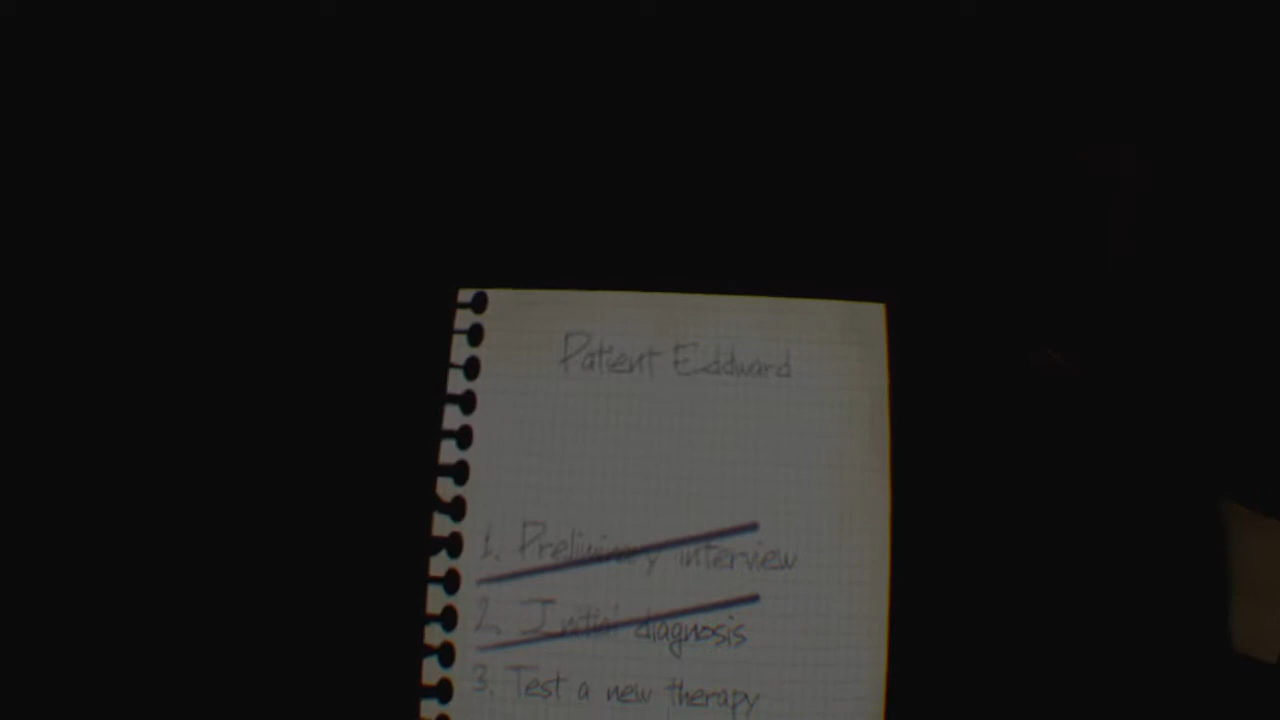 Patient Eddward
1. Preliminary interview
2. Initial diagnosis
3. Test a new therapy